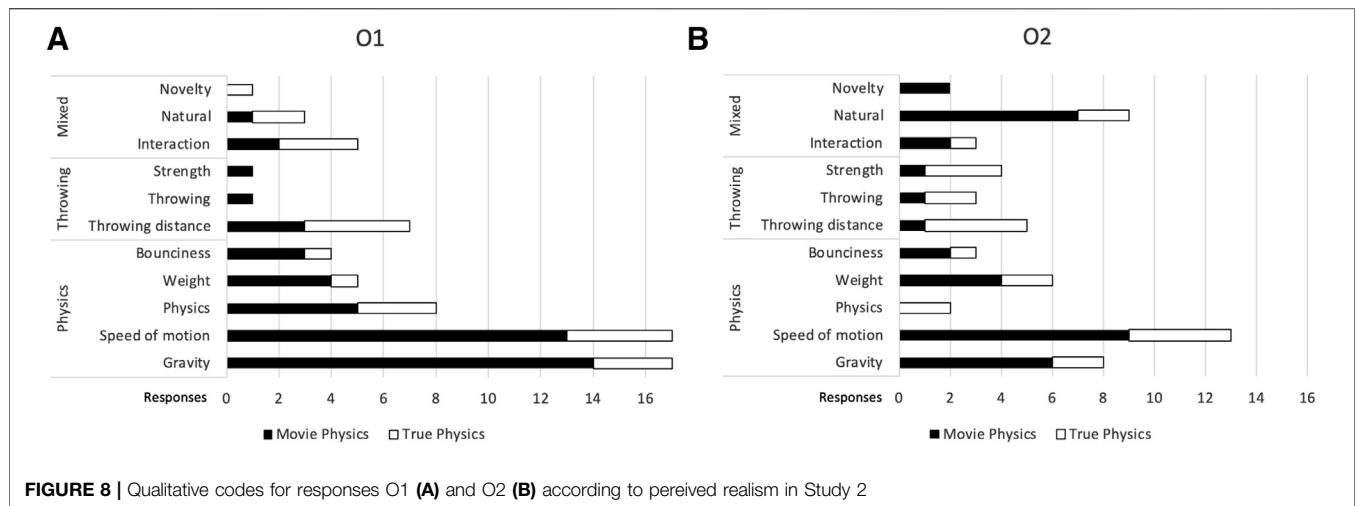 A
O1
Mixed
Novelty
Natural
Interaction
Throwing
Strength
Throwing
Throwing distance
Physics
Bounciness
Weight
Physics
Speed of motion
Gravity
Responses 0 2 4 6 8 10 12 14 16
Movie Physics True Physics
B
O2
Mixed
Novelty
Natural
Interaction
Throwing
Strength
Throwing
Throwing distance
Physics
Bounciness
Weight
Physics
Speed of motion
Gravity
Responses 0 2 4 6 8 10 12 14 16
Movie Physics True Physics
FIGURE 8 | Qualitative codes for responses O1 (A) and O2 (B) according to pereived realism in Study 2